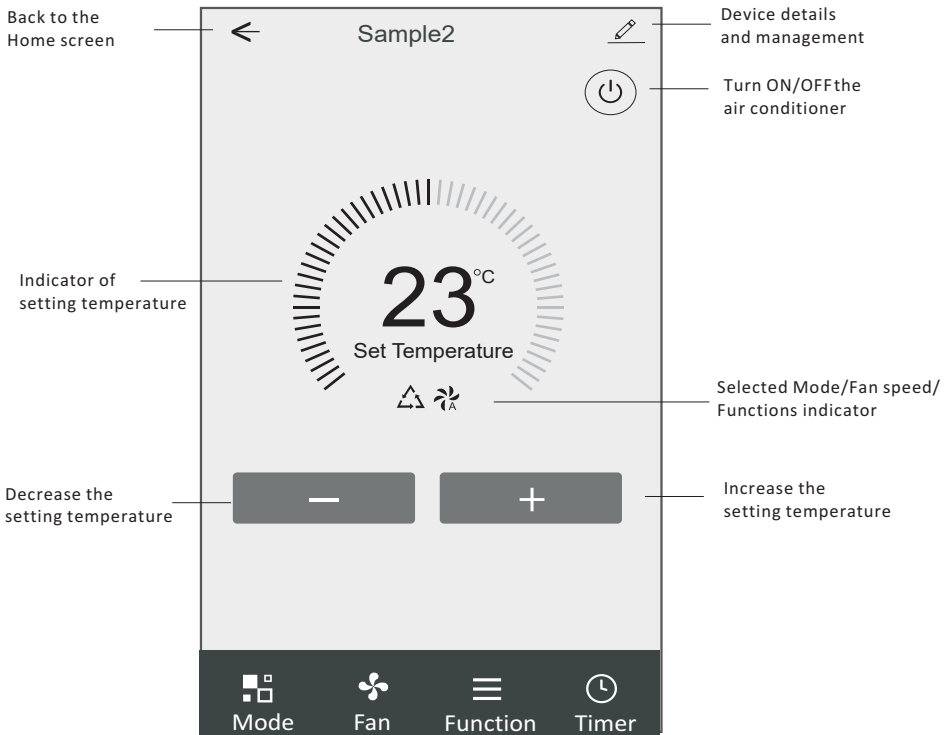 Back to the
Home screen
Sample2
Device details
and management
Turn ON/OFF the
air conditioner
Indicator of
setting temperature
23°C
Set Temperature
A
Selected Mode/Fan speed/
Functions indicator
Decrease the
setting temperature
−
+
Increase the
setting temperature
Mode
Fan
Function
Timer